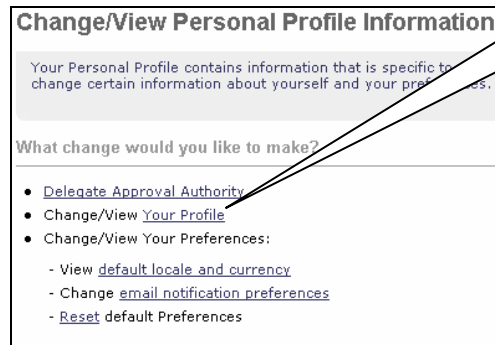 Change/View Personal Profile Information
Your Personal Profile contains information that is specific to
change certain information about yourself and your
What change would you like to make?
● Delegate Approval Authority
● Change/View Your Profile
● Change/View Your Preferences:
- View default locale and currency
- Change email notification preferences
- Reset default Preferences